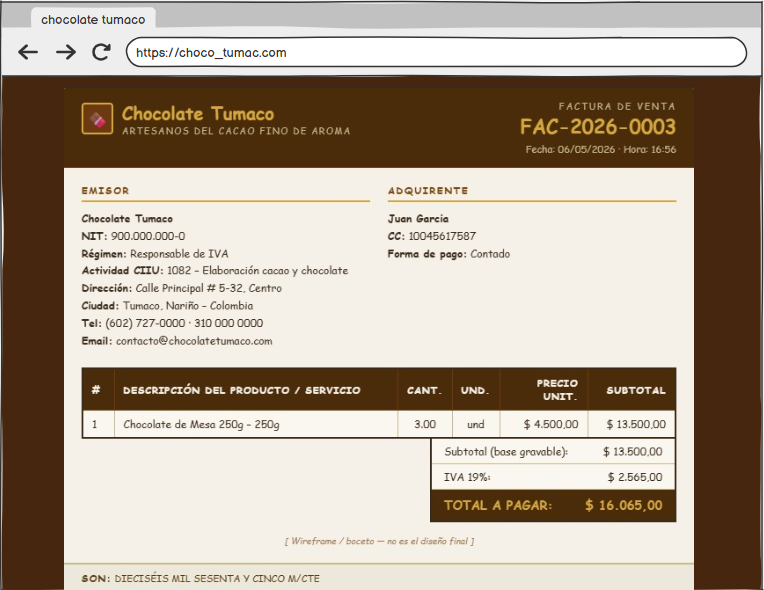 chocolate tumaco
https://choco_tumac.com
Chocolate Tumaco
ARTESANOS DEL CACAO FINO DE AROMA
FACTURA DE VENTA
FAC-2026-0003
Fecha: 06/05/2026 · Hora: 16:56
EMISOR
Chocolate Tumaco
NIT: 900.000.000-0
Régimen: Responsable de IVA
Actividad CIIU: 1082 – Elaboración cacao y chocolate
Dirección: Calle Principal # 5-32, Centro
Ciudad: Tumaco, Nariño – Colombia
Tel: (602) 727-0000 · 310 000 0000
Email: contacto@chocolatetumaco.com
ADQUIRENTE
Juan Garcia
CC: 10045617587
Forma de pago: Contado
# DESCRIPCIÓN DEL PRODUCTO / SERVICIO CANT. UND. PRECIO UNIT. SUBTOTAL
1 Chocolate de Mesa 250g – 250g 3.00 und $ 4.500,00 $ 13.500,00
Subtotal (base gravable): $ 13.500,00
IVA 19%: $ 2.565,00
TOTAL A PAGAR: $ 16.065,00
[ Wireframe / boceto — no es el diseño final ]
SON: DIECISÉIS MIL SESENTA Y CINCO M/CTE